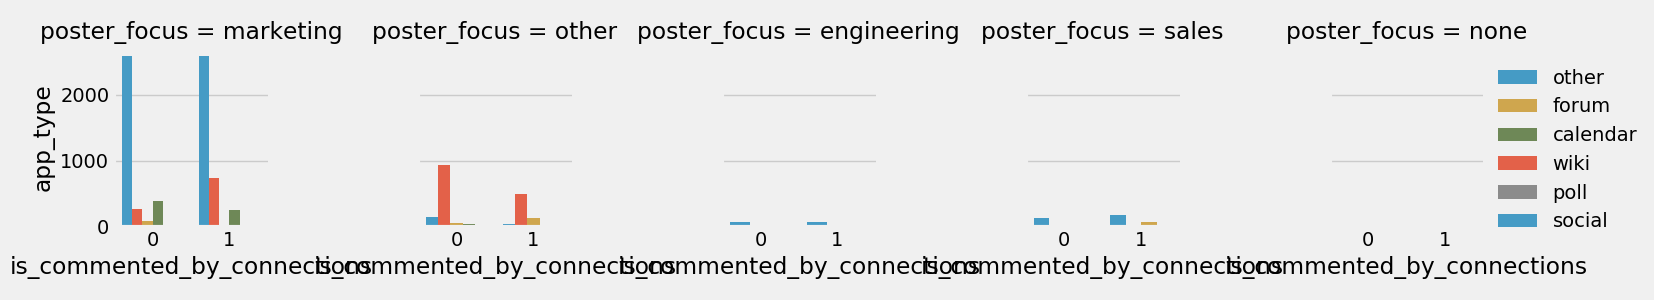 poster_focus = marketing
poster_focus = other
poster_focus = engineering
poster_focus = sales
poster_focus = none
app_type
2000
1000
0
0 1
0 1
0 1
0 1
0 1
is_commented_by_connections
is_commented_by_connections
is_commented_by_connections
is_commented_by_connections
is_commented_by_connections
other
forum
calendar
wiki
poll
social